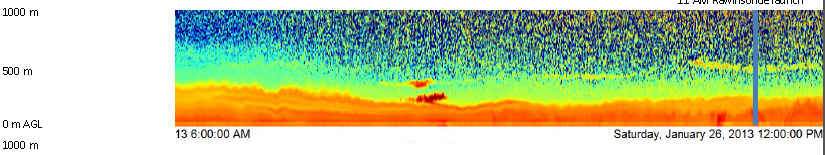 11 AM Rawinsonde launch
1000 m
500 m
0 m AGL
13 6:00:00 AM
Saturday, January 26, 2013 12:00:00 PM
1000 m